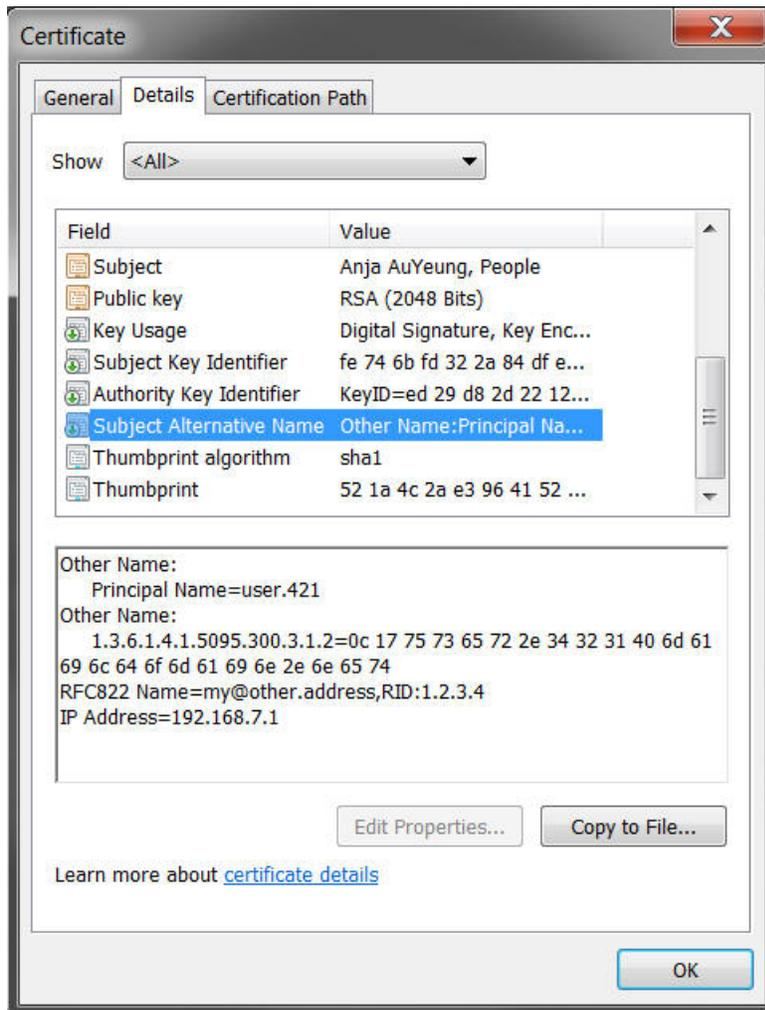 Certificate
General Details Certification Path
Show <All>
Field Value
Subject Anja AuYeung, People
Public key RSA (2048 Bits)
Key Usage Digital Signature, Key Enc...
Subject Key Identifier fe 74 6b fd 32 2a 84 df e...
Authority Key Identifier KeyID=ed 29 d8 2d 22 12...
Subject Alternative Name Other Name:Principal Na...
Thumbprint algorithm sha1
Thumbprint 52 1a 4c 2a e3 96 41 52 ...
Other Name:
Principal Name=user.421
Other Name:
1.3.6.1.4.1.5095.300.3.1.2=0c 17 75 73 65 72 2e 34 32 31 40 6d 61
69 6c 64 6f 6d 61 69 6e 2e 6e 65 74
RFC822 Name=my@other.address,RID:1.2.3.4
IP Address=192.168.7.1
Edit Properties... Copy to File...
Learn more about certificate details
OK